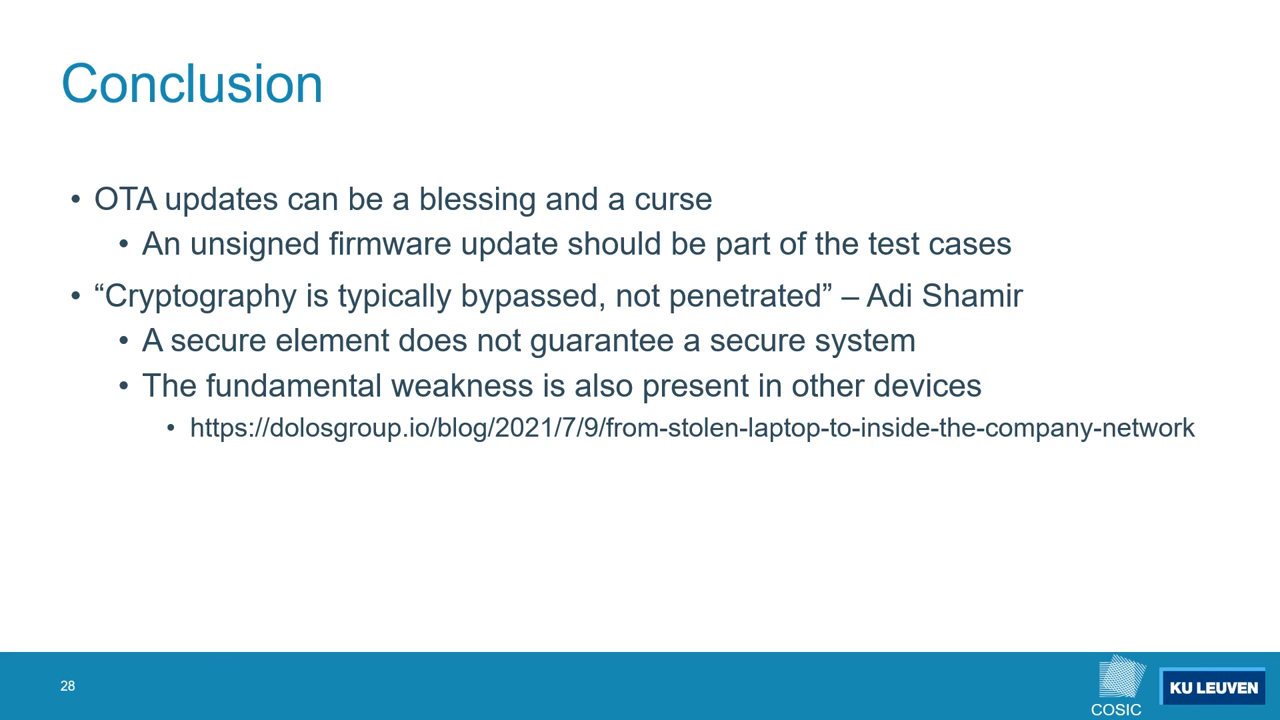 Conclusion
• OTA updates can be a blessing and a curse
• An unsigned firmware update should be part of the test cases
• “Cryptography is typically bypassed, not penetrated” – Adi Shamir
• A secure element does not guarantee a secure system
• The fundamental weakness is also present in other devices
• https://dolosgroup.io/blog/2021/7/9/from-stolen-laptop-to-inside-the-company-network
28
COSIC
KU LEUVEN